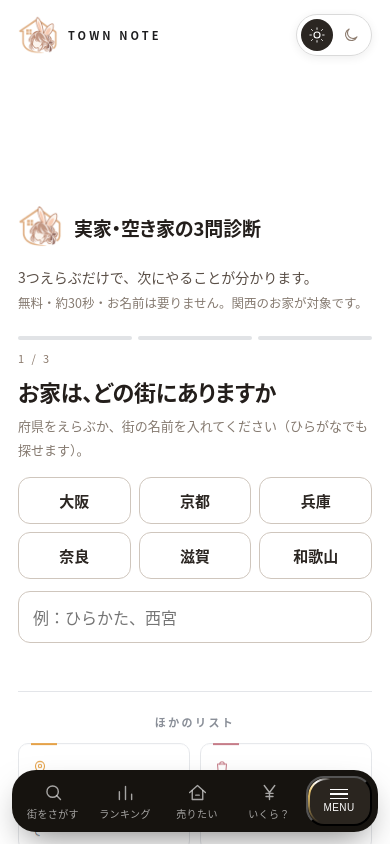 TOWN NOTE
実家・空き家の3問診断
3つえらぶだけで、次にやることが分かります。
無料・約30秒・お名前は要りません。関西のお家が対象です。
1 / 3
お家は、どの街にありますか
府県をえらぶか、街の名前を入れてください（ひらがなでも
探せます）。
大阪
京都
兵庫
奈良
滋賀
和歌山
例：ひらかた、西宮
ほかのリスト
街をさがす
ランキング
売りたい
いくら？
MENU